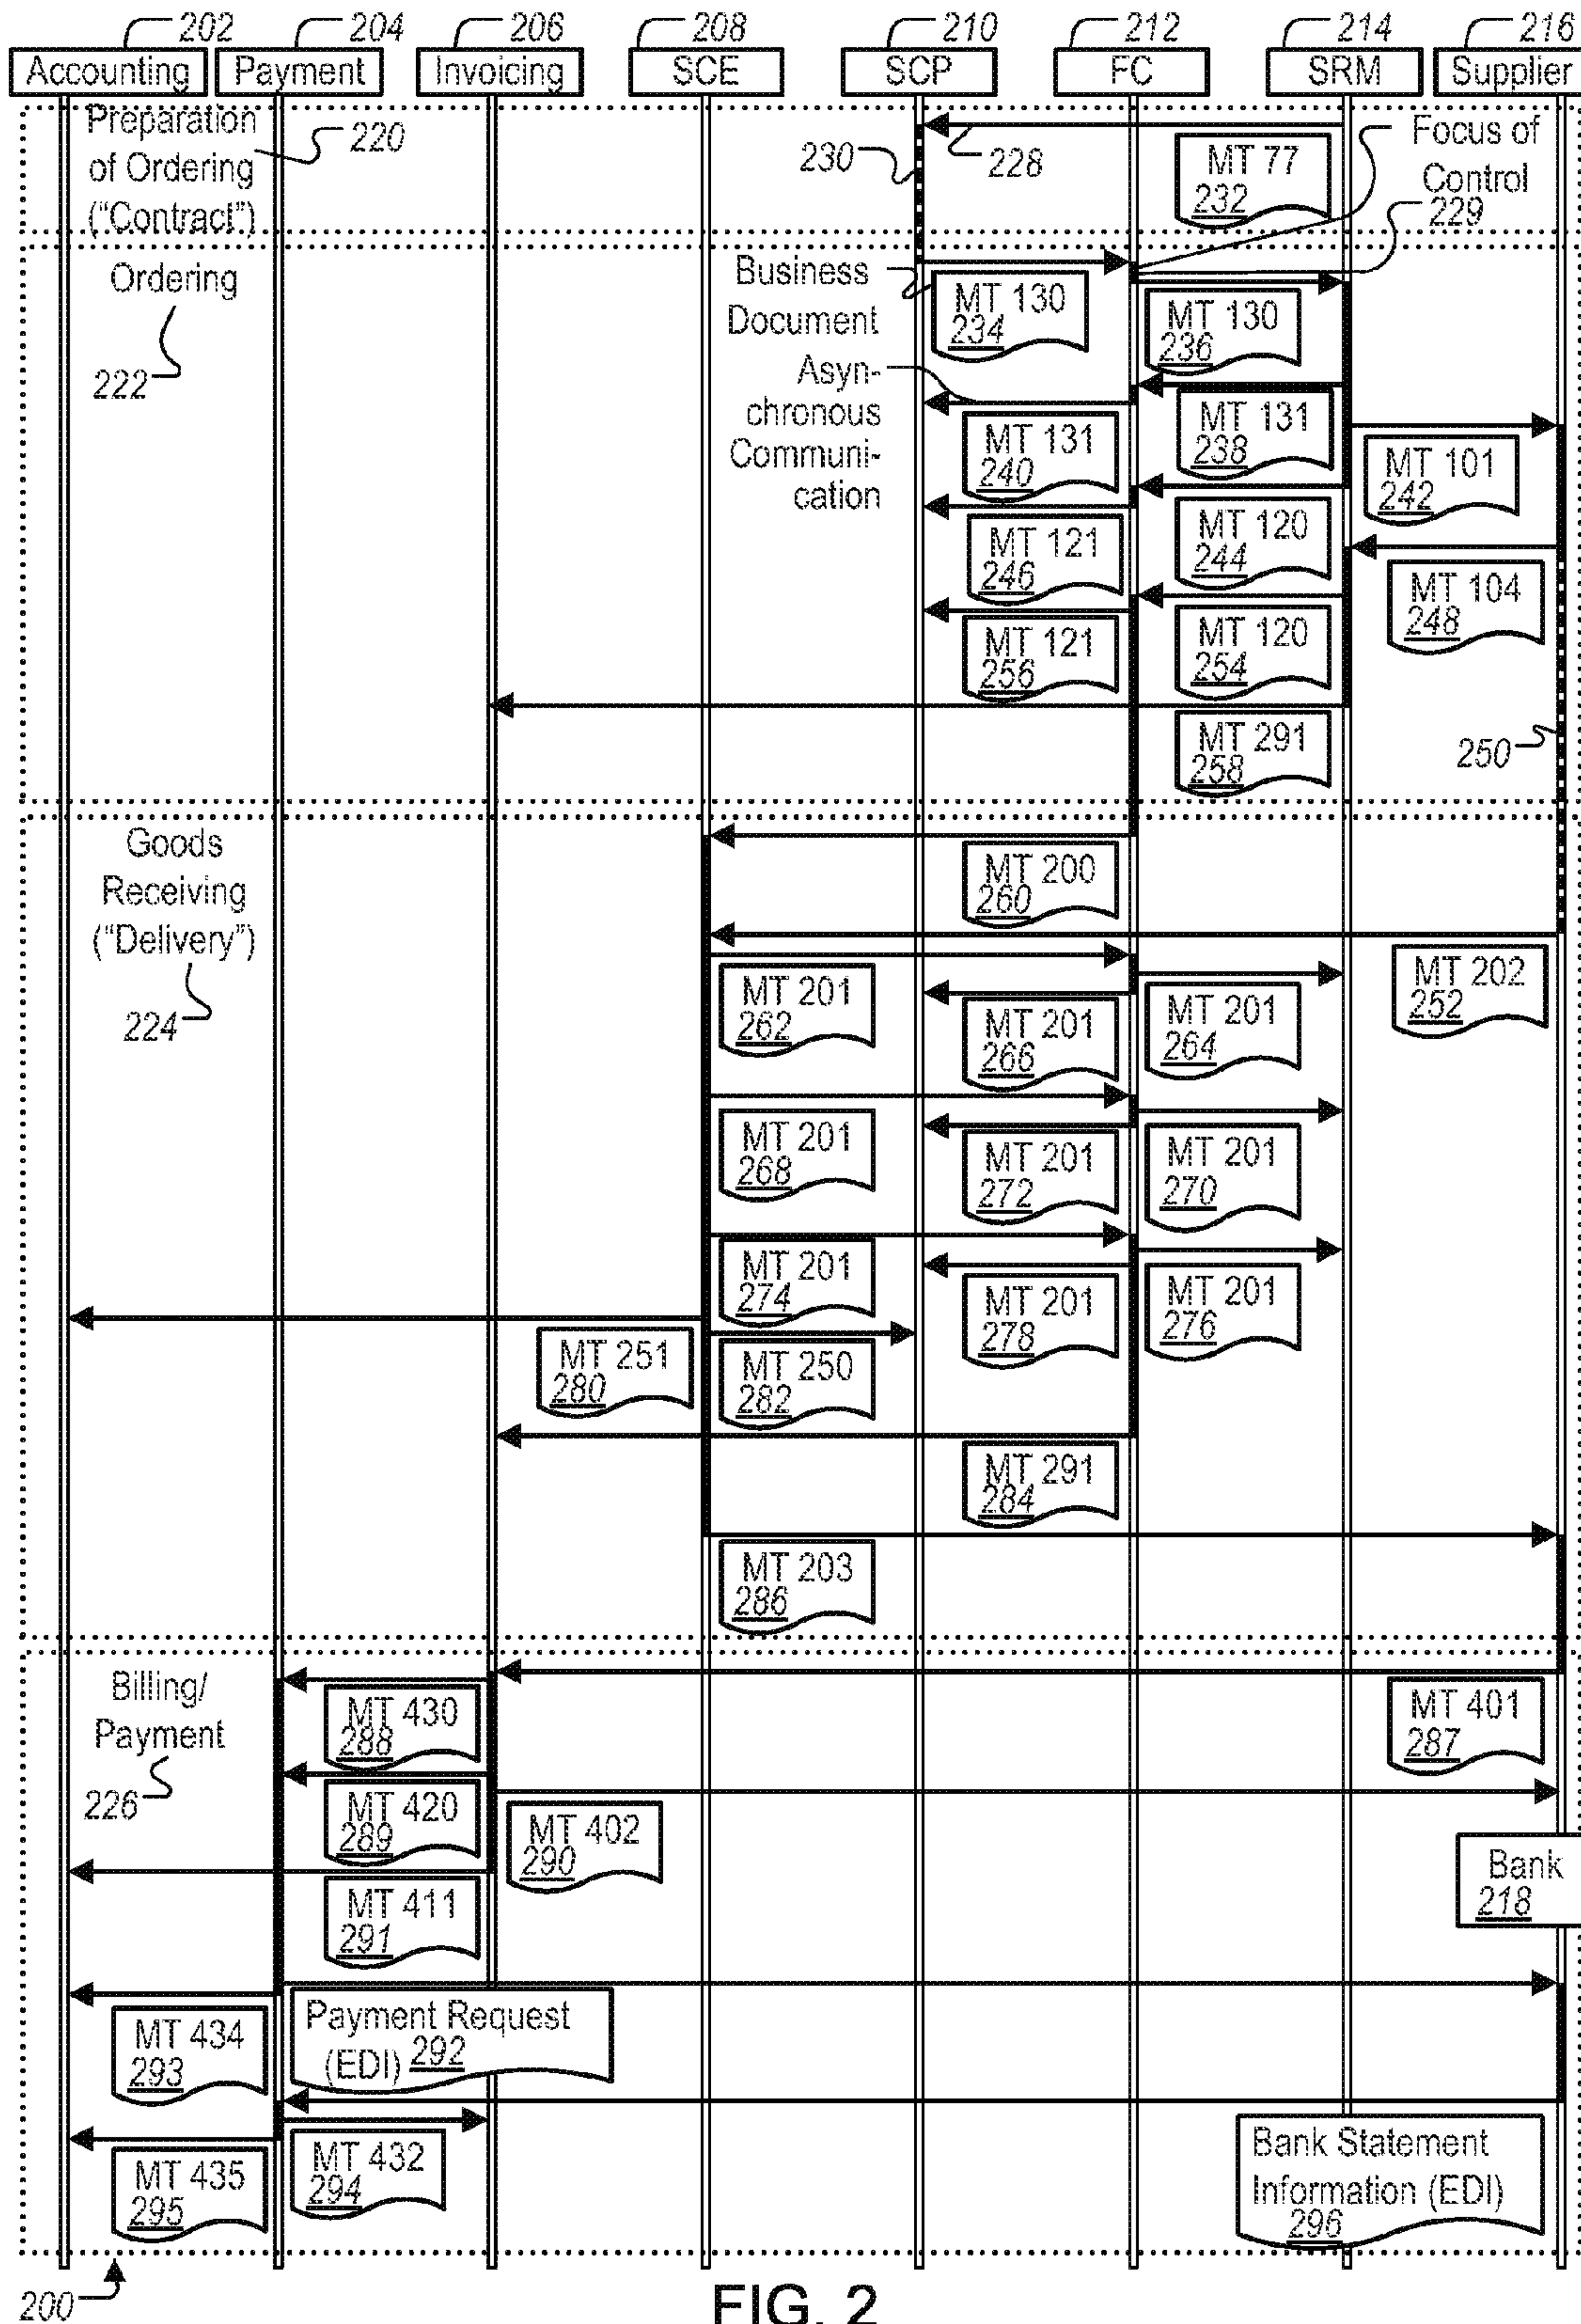 202 204 206 208 210 212 214 216
Accounting Payment Invoicing SCE SCP FC SRM Supplier
Preparation
of Ordering
("Contract")
220
230
228
MT 77
232
Focus of
Control
229
Ordering
222
Business
Document
MT 130
234
MT 130
236
Asyn-
chronous
Communi-
cation
MT 131
240
MT 131
238
MT 101
242
MT 121
246
MT 120
244
MT 104
248
MT 121
256
MT 120
254
MT 291
258
250
Goods
Receiving
("Delivery")
224
MT 200
260
MT 201
262
MT 201
266
MT 201
264
MT 202
252
MT 201
268
MT 201
272
MT 201
270
MT 201
274
MT 201
278
MT 201
276
MT 251
280
MT 250
282
MT 291
284
MT 203
286
Billing/
Payment
226
MT 430
288
MT 401
287
MT 420
289
MT 402
290
Bank
218
MT 411
291
MT 434
293
Payment Request
(EDI) 292
MT 435
295
MT 432
294
Bank Statement
Information (EDI)
296
200
FIG. 2